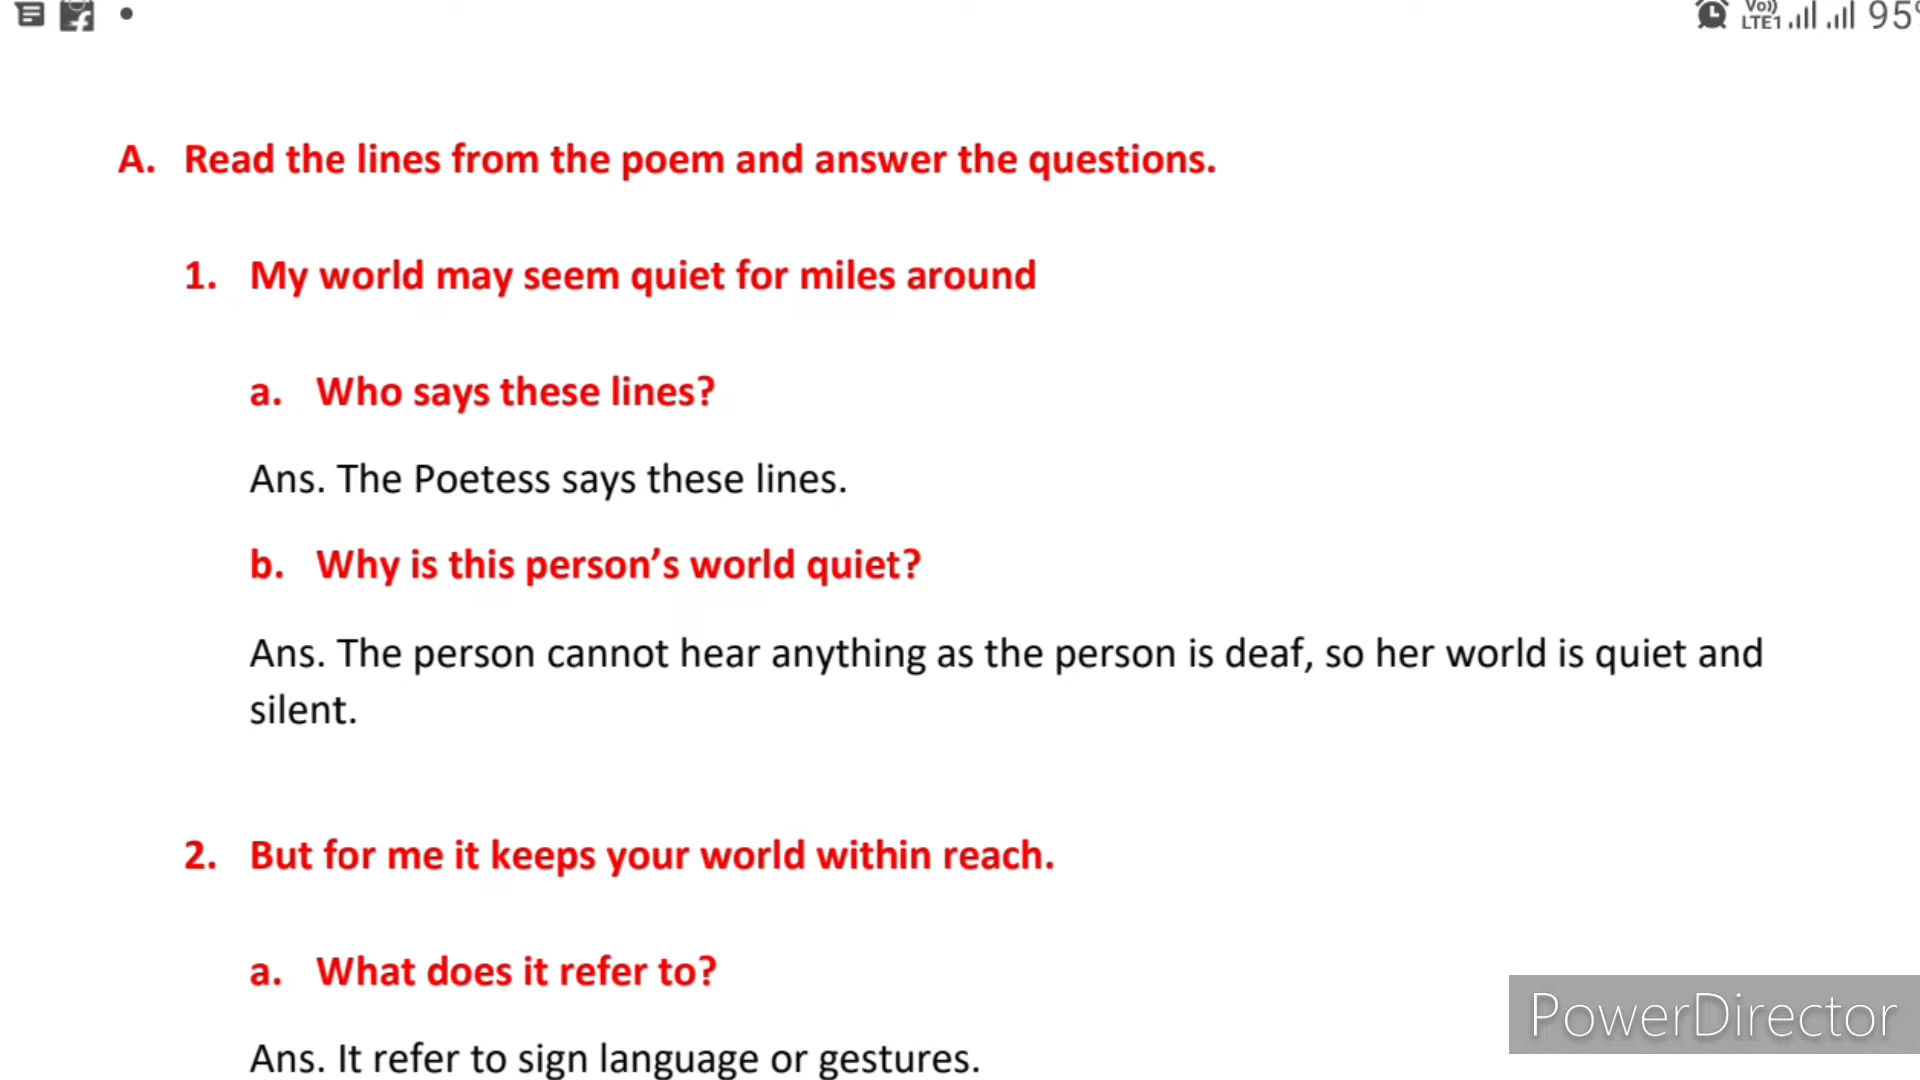 Vo)) LTE1 95
A. Read the lines from the poem and answer the questions.
1. My world may seem quiet for miles around
a. Who says these lines?
Ans. The Poetess says these lines.
b. Why is this person’s world quiet?
Ans. The person cannot hear anything as the person is deaf, so her world is quiet and
silent.
2. But for me it keeps your world within reach.
a. What does it refer to?
Ans. It refer to sign language or gestures.
PowerDirector